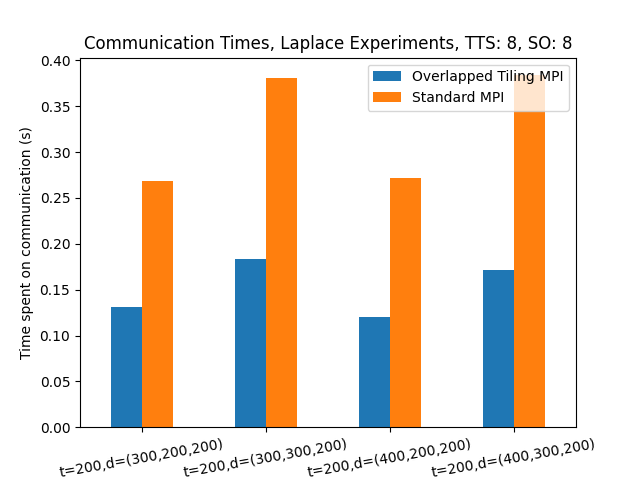 Communication Times, Laplace Experiments, TTS: 8, SO: 8
Overlapped Tiling MPI
Standard MPI
Time spent on communication (s)
0.40
0.35
0.30
0.25
0.20
0.15
0.10
0.05
0.00
t=200,d=(300,200,200)
t=200,d=(300,300,200)
t=200,d=(400,200,200)
t=200,d=(400,300,200)